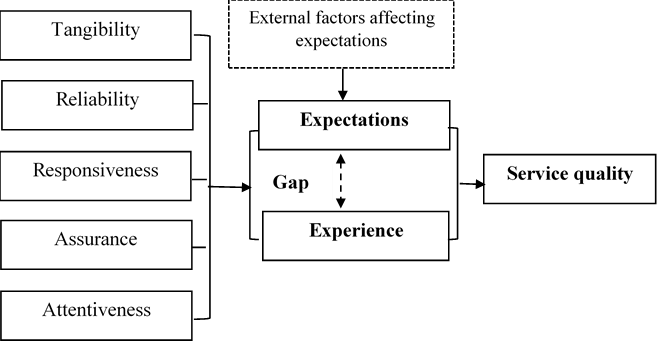 Tangibility
Reliability
Responsiveness
Assurance
Attentiveness
External factors affecting
expectations
Expectations
Gap
Experience
Service quality